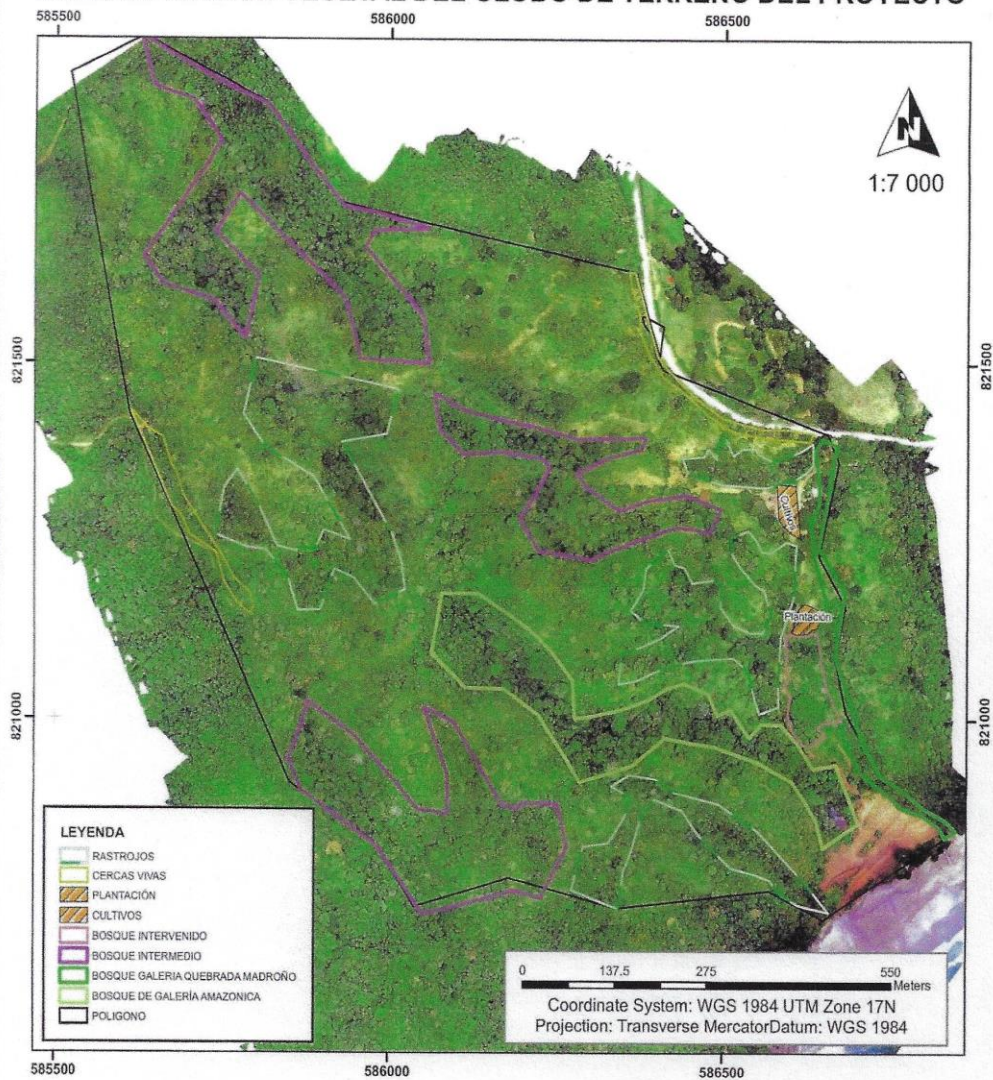 585500 586000 586500
N
1:7 000
821500 821500
Cultivos
Plantación
821000 821000
LEYENDA
RASTROJOS
CERCAS VIVAS
PLANTACIÓN
CULTIVOS
BOSQUE INTERVENIDO
BOSQUE INTERMEDIO
BOSQUE GALERIA QUEBRADA MADROÑO
BOSQUE DE GALERÍA AMAZONICA
POLIGONO
0 137.5 275 550
Meters
Coordinate System: WGS 1984 UTM Zone 17N
Projection: Transverse MercatorDatum: WGS 1984
585500 586000 586500